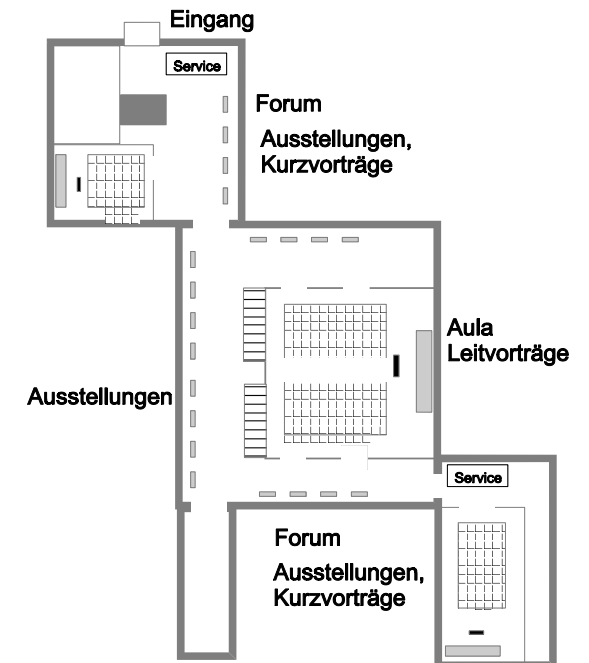 Eingang
Service
Forum
Ausstellungen,
Kurzvorträge
Aula
Leitvorträge
Ausstellungen
Service
Forum
Ausstellungen,
Kurzvorträge